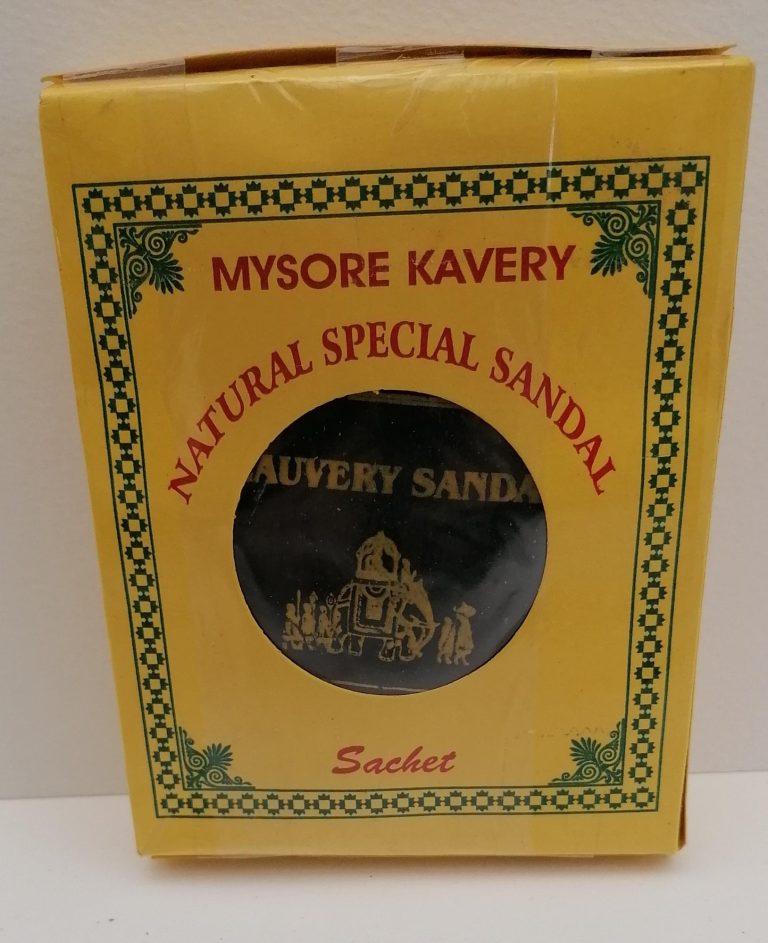 MYSORE KAVERY
NATURAL SPECIAL SANDAL
AUVERY SANDA
Sachet